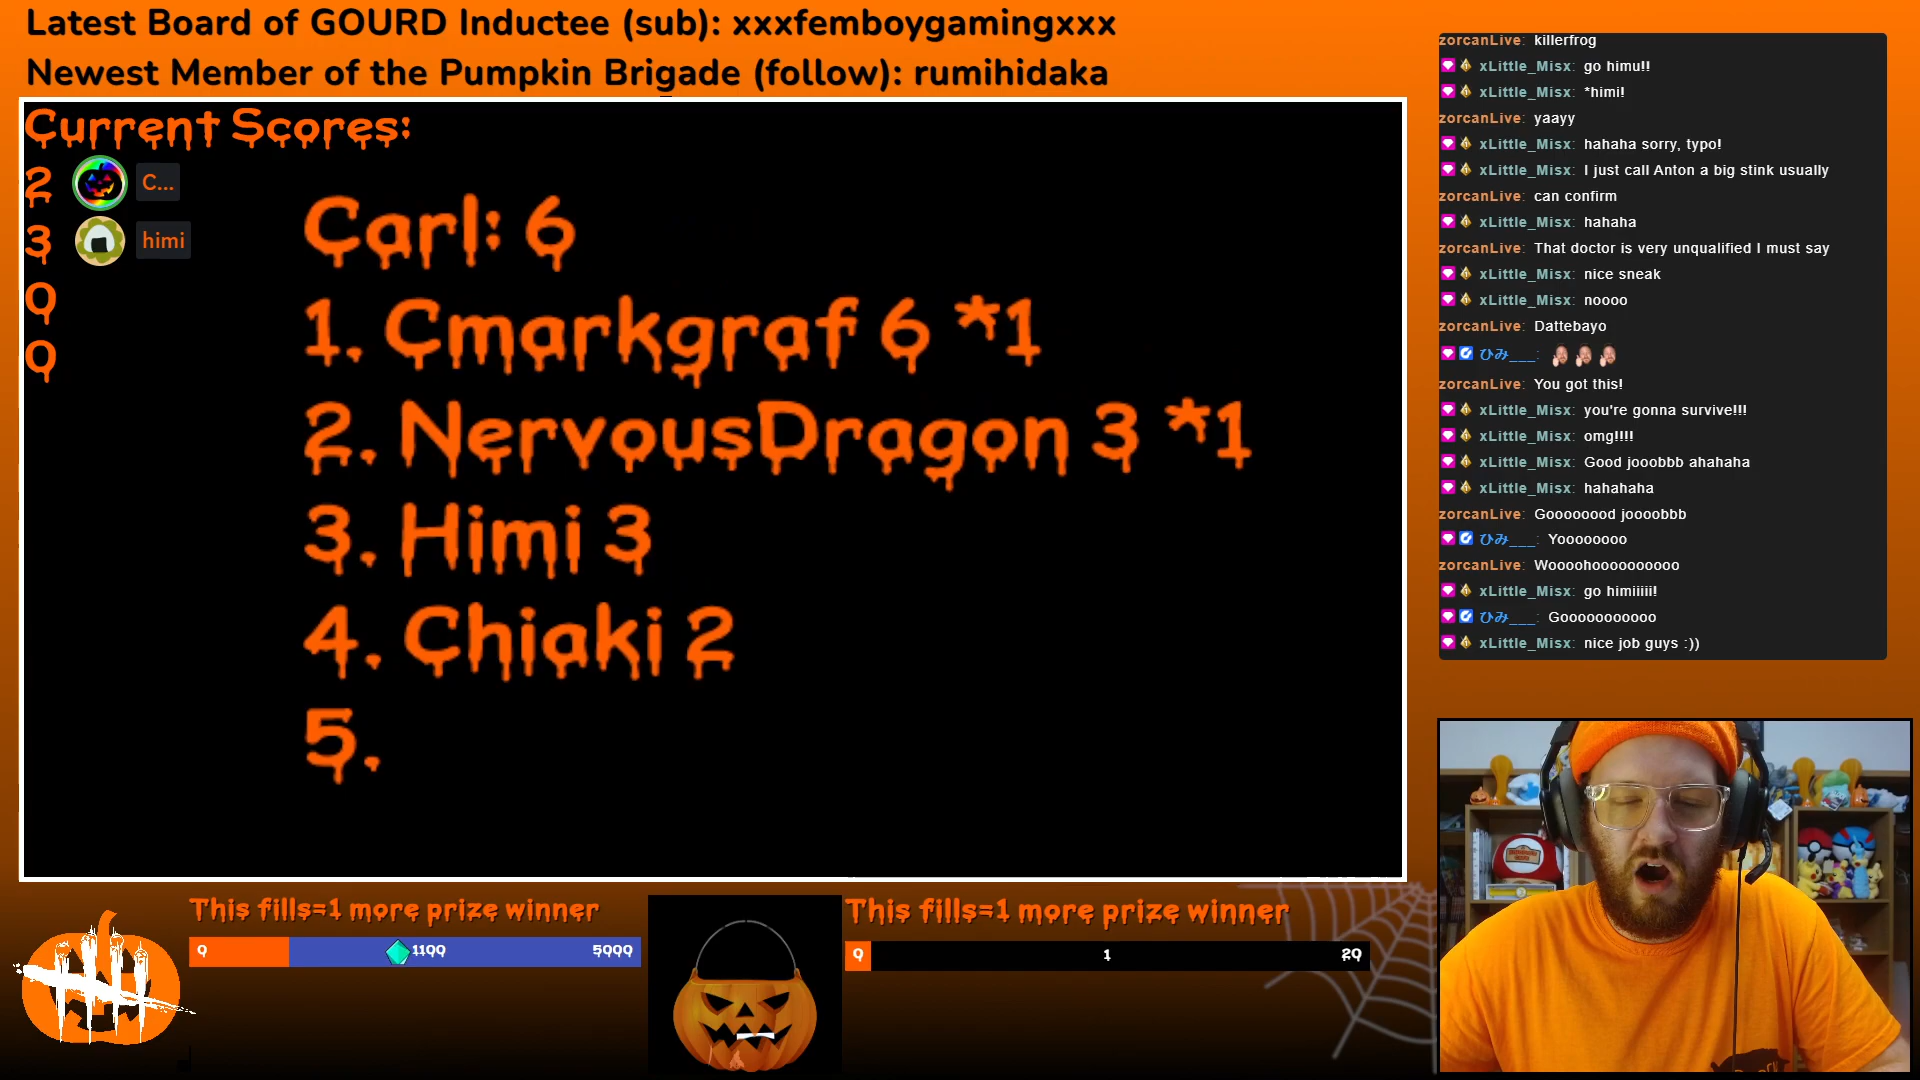 Latest Board of GOURD Inductee (sub): xxxfemboygamingxxx
Newest Member of the Pumpkin Brigade (follow): rumihidaka
Current Scores:
2 C...
3 himi
0
0
Carl: 6
1. Cmarkgraf 6 *1
2. NervousDragon 3 *1
3. Himi 3
4. Chiaki 2
5.
zorcanLive: killerfrog
xLittle_Misx: go himu!!
xLittle_Misx: *himi!
zorcanLive: yaayy
xLittle_Misx: hahaha sorry, typo!
xLittle_Misx: I just call Anton a big stink usually
zorcanLive: can confirm
xLittle_Misx: hahaha
zorcanLive: That doctor is very unqualified I must say
xLittle_Misx: nice sneak
xLittle_Misx: noooo
zorcanLive: Dattebayo
ひみ___:
zorcanLive: You got this!
xLittle_Misx: you're gonna survive!!!
xLittle_Misx: omg!!!!
xLittle_Misx: Good jooobbb ahahaha
xLittle_Misx: hahahaha
zorcanLive: Goooooood joooobbb
ひみ___: Yoooooooo
zorcanLive: Woooohoooooooooo
xLittle_Misx: go himiiiii!
ひみ___: Gooooooooooo
xLittle_Misx: nice job guys :))
This fills=1 more prize winner
0 1100 5000
This fills=1 more prize winner
0 1 20